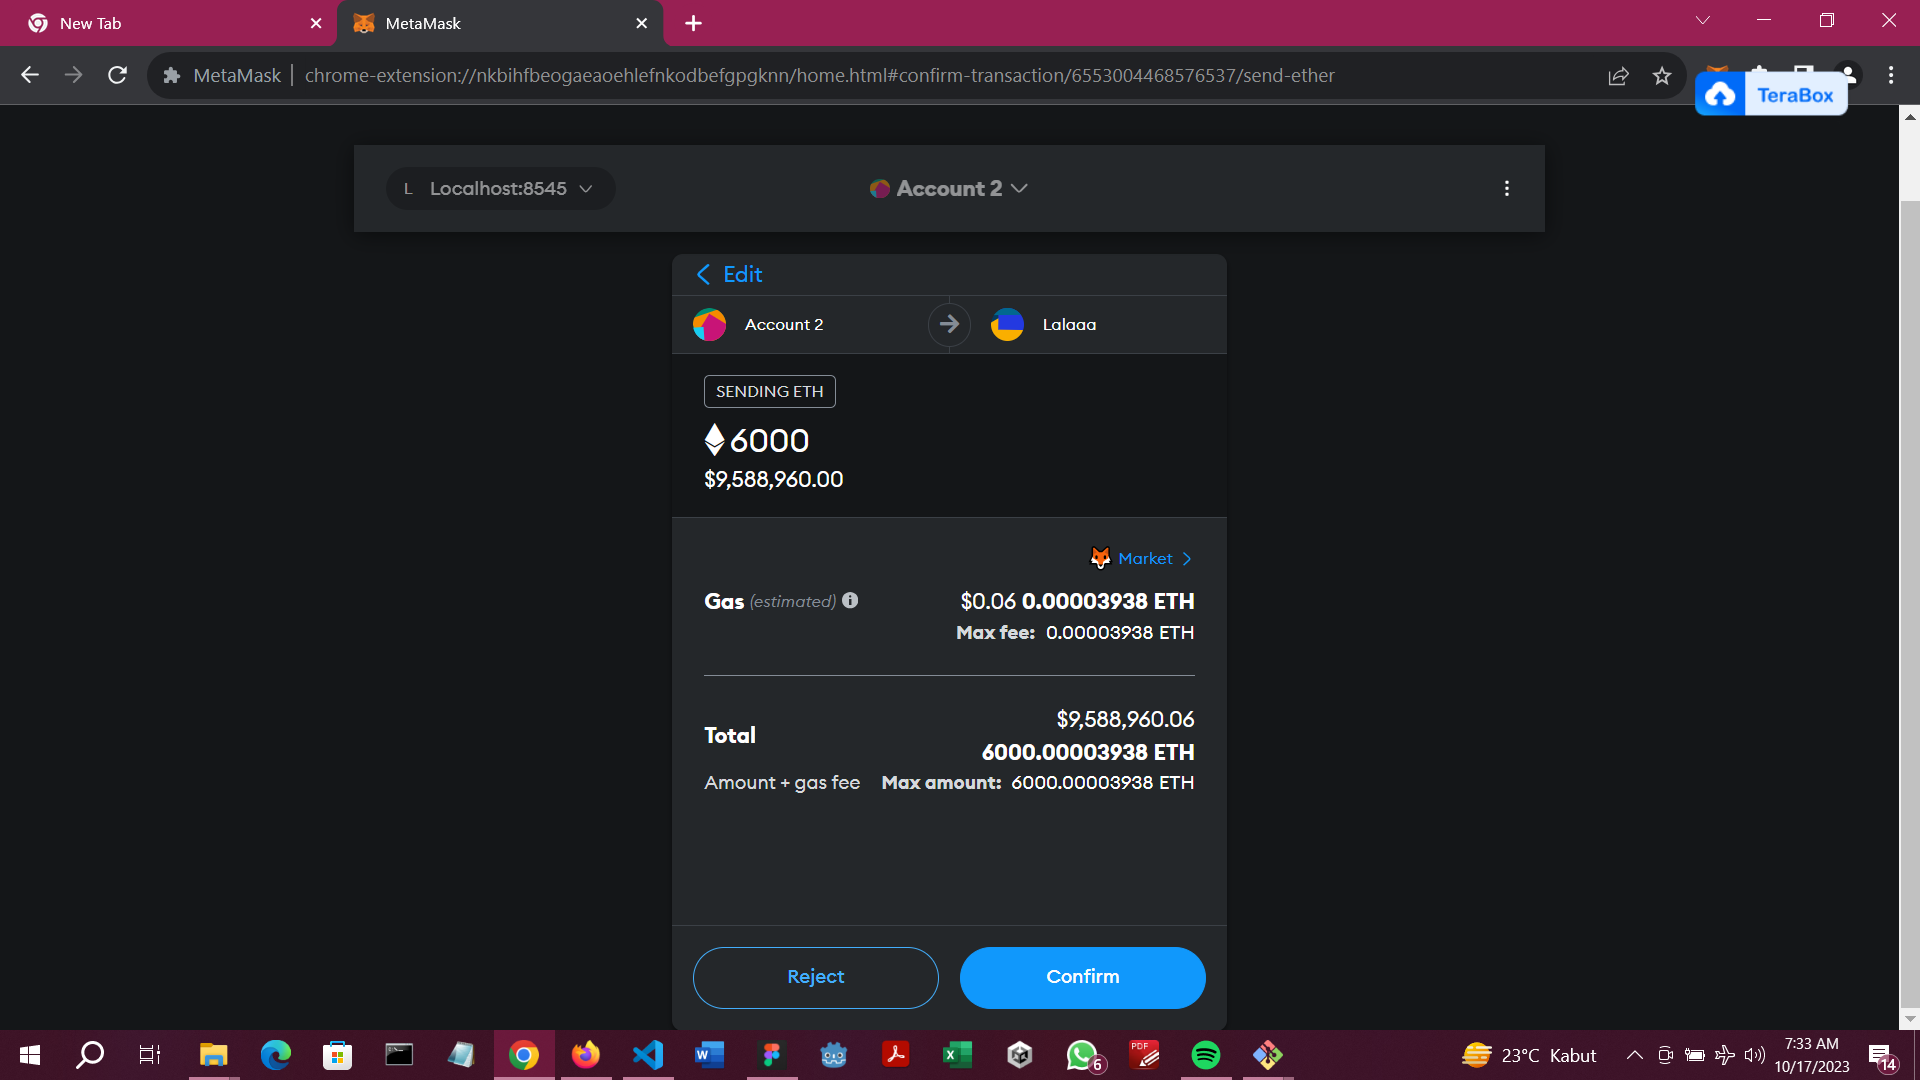 New Tab
MetaMask
MetaMask
chrome-extension://nkbihfbeogaeaoehlefnkodbefgpgknn/home.html#confirm-transaction/6553004468576537/send-ether
TeraBox
L Localhost:8545
Account 2
Edit
Account 2
Lalaaa
SENDING ETH
6000
$9,588,960.00
Market
Gas (estimated) $0.06 0.00003938 ETH
Max fee: 0.00003938 ETH
$9,588,960.06
Total
6000.00003938 ETH
Amount + gas fee Max amount: 6000.00003938 ETH
Reject
Confirm
6
PDF
23°C Kabut
7:33 AM
10/17/2023
14